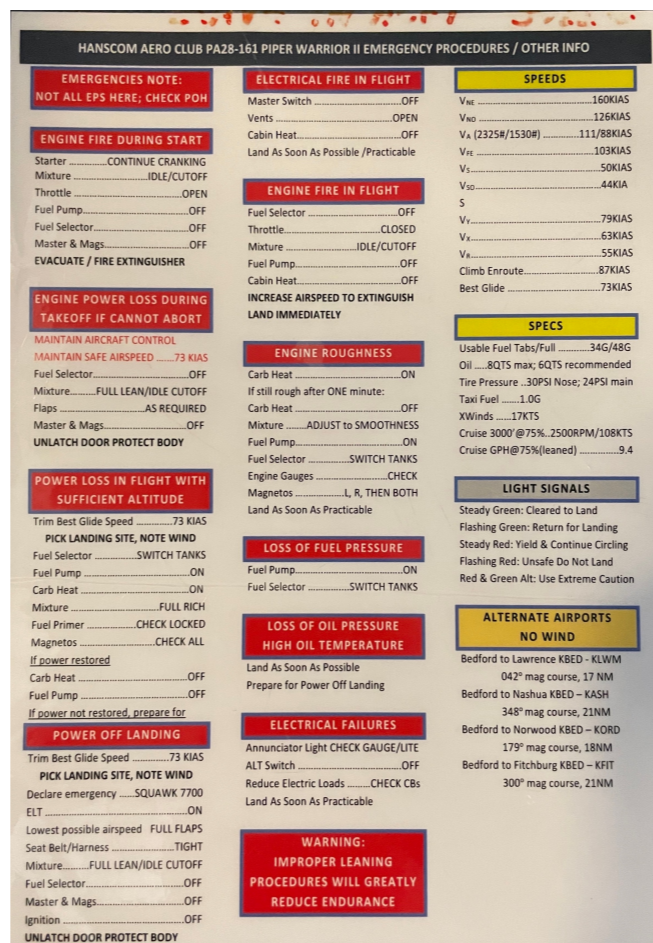 HANSCOM AERO CLUB PA28-161 PIPER WARRIOR II EMERGENCY PROCEDURES / OTHER INFO
EMERGENCIES NOTE:
NOT ALL EPS HERE; CHECK POH
ENGINE FIRE DURING START
Starter ............CONTINUE CRANKING
Mixture ........................IDLE/CUTOFF
Throttle ...............................OPEN
Fuel Pump...............................OFF
Fuel Selector............................OFF
Master & Mags.........................OFF
EVACUATE / FIRE EXTINGUISHER
ENGINE POWER LOSS DURING
TAKEOFF IF CANNOT ABORT
MAINTAIN AIRCRAFT CONTROL
MAINTAIN SAFE AIRSPEED ......73 KIAS
Fuel Selector............................OFF
Mixture........FULL LEAN/IDLE CUTOFF
Flaps ..........................AS REQUIRED
Master & Mags.........................OFF
UNLATCH DOOR PROTECT BODY
POWER LOSS IN FLIGHT WITH
SUFFICIENT ALTITUDE
Trim Best Glide Speed ...........73 KIAS
PICK LANDING SITE, NOTE WIND
Fuel Selector ............SWITCH TANKS
Fuel Pump ..............................ON
Carb Heat ..............................ON
Mixture ..........................FULL RICH
Fuel Primer ..............CHECK LOCKED
Magnetos .....................CHECK ALL
If power restored
Carb Heat ..............................OFF
Fuel Pump ..............................OFF
If power not restored, prepare for
POWER OFF LANDING
Trim Best Glide Speed ...........73 KIAS
PICK LANDING SITE, NOTE WIND
Declare emergency ......SQUAWK 7700
ELT ........................................ON
Lowest possible airspeed FULL FLAPS
Seat Belt/Harness ....................TIGHT
Mixture..........FULL LEAN/IDLE CUTOFF
Fuel Selector............................OFF
Master & Mags.........................OFF
Ignition ..................................OFF
UNLATCH DOOR PROTECT BODY
ELECTRICAL FIRE IN FLIGHT
Master Switch .........................OFF
Vents ...................................OPEN
Cabin Heat..............................OFF
Land As Soon As Possible /Practicable
ENGINE FIRE IN FLIGHT
Fuel Selector ...........................OFF
Throttle..............................CLOSED
Mixture .......................IDLE/CUTOFF
Fuel Pump...............................OFF
Cabin Heat..............................OFF
INCREASE AIRSPEED TO EXTINGUISH
LAND IMMEDIATELY
ENGINE ROUGHNESS
Carb Heat ..............................ON
If still rough after ONE minute:
Carb Heat ..............................OFF
Mixture ......ADJUST to SMOOTHNESS
Fuel Pump...............................ON
Fuel Selector ..............SWITCH TANKS
Engine Gauges .....................CHECK
Magnetos ..................L, R, THEN BOTH
Land As Soon As Practicable
LOSS OF FUEL PRESSURE
Fuel Pump...............................ON
Fuel Selector ..............SWITCH TANKS
LOSS OF OIL PRESSURE
HIGH OIL TEMPERATURE
Land As Soon As Possible
Prepare for Power Off Landing
ELECTRICAL FAILURES
Annunciator Light CHECK GAUGE/LITE
ALT Switch ..............................OFF
Reduce Electric Loads .........CHECK CBs
Land As Soon As Practicable
WARNING:
IMPROPER LEANING
PROCEDURES WILL GREATLY
REDUCE ENDURANCE
SPEEDS
VNE ..................................160KIAS
VNO ..................................126KIAS
VA (2325#/1530#) ............111/88KIAS
VFE ..................................103KIAS
VS.....................................50KIAS
VSO...................................44KIA
S
VY.....................................79KIAS
VX.....................................63KIAS
VR.....................................55KIAS
Climb Enroute........................87KIAS
Best Glide ............................73KIAS
SPECS
Usable Fuel Tabs/Full ...........34G/48G
Oil .....8QTS max; 6QTS recommended
Tire Pressure ..30PSI Nose; 24PSI main
Taxi Fuel ......1.0G
XWinds .....17KTS
Cruise 3000'@75%..2500RPM/108KTS
Cruise GPH@75%(leaned) ..............9.4
LIGHT SIGNALS
Steady Green: Cleared to Land
Flashing Green: Return for Landing
Steady Red: Yield & Continue Circling
Flashing Red: Unsafe Do Not Land
Red & Green Alt: Use Extreme Caution
ALTERNATE AIRPORTS
NO WIND
Bedford to Lawrence KBED - KLWM
042° mag course, 17 NM
Bedford to Nashua KBED – KASH
348° mag course, 21NM
Bedford to Norwood KBED – KORD
179° mag course, 18NM
Bedford to Fitchburg KBED – KFIT
300° mag course, 21NM